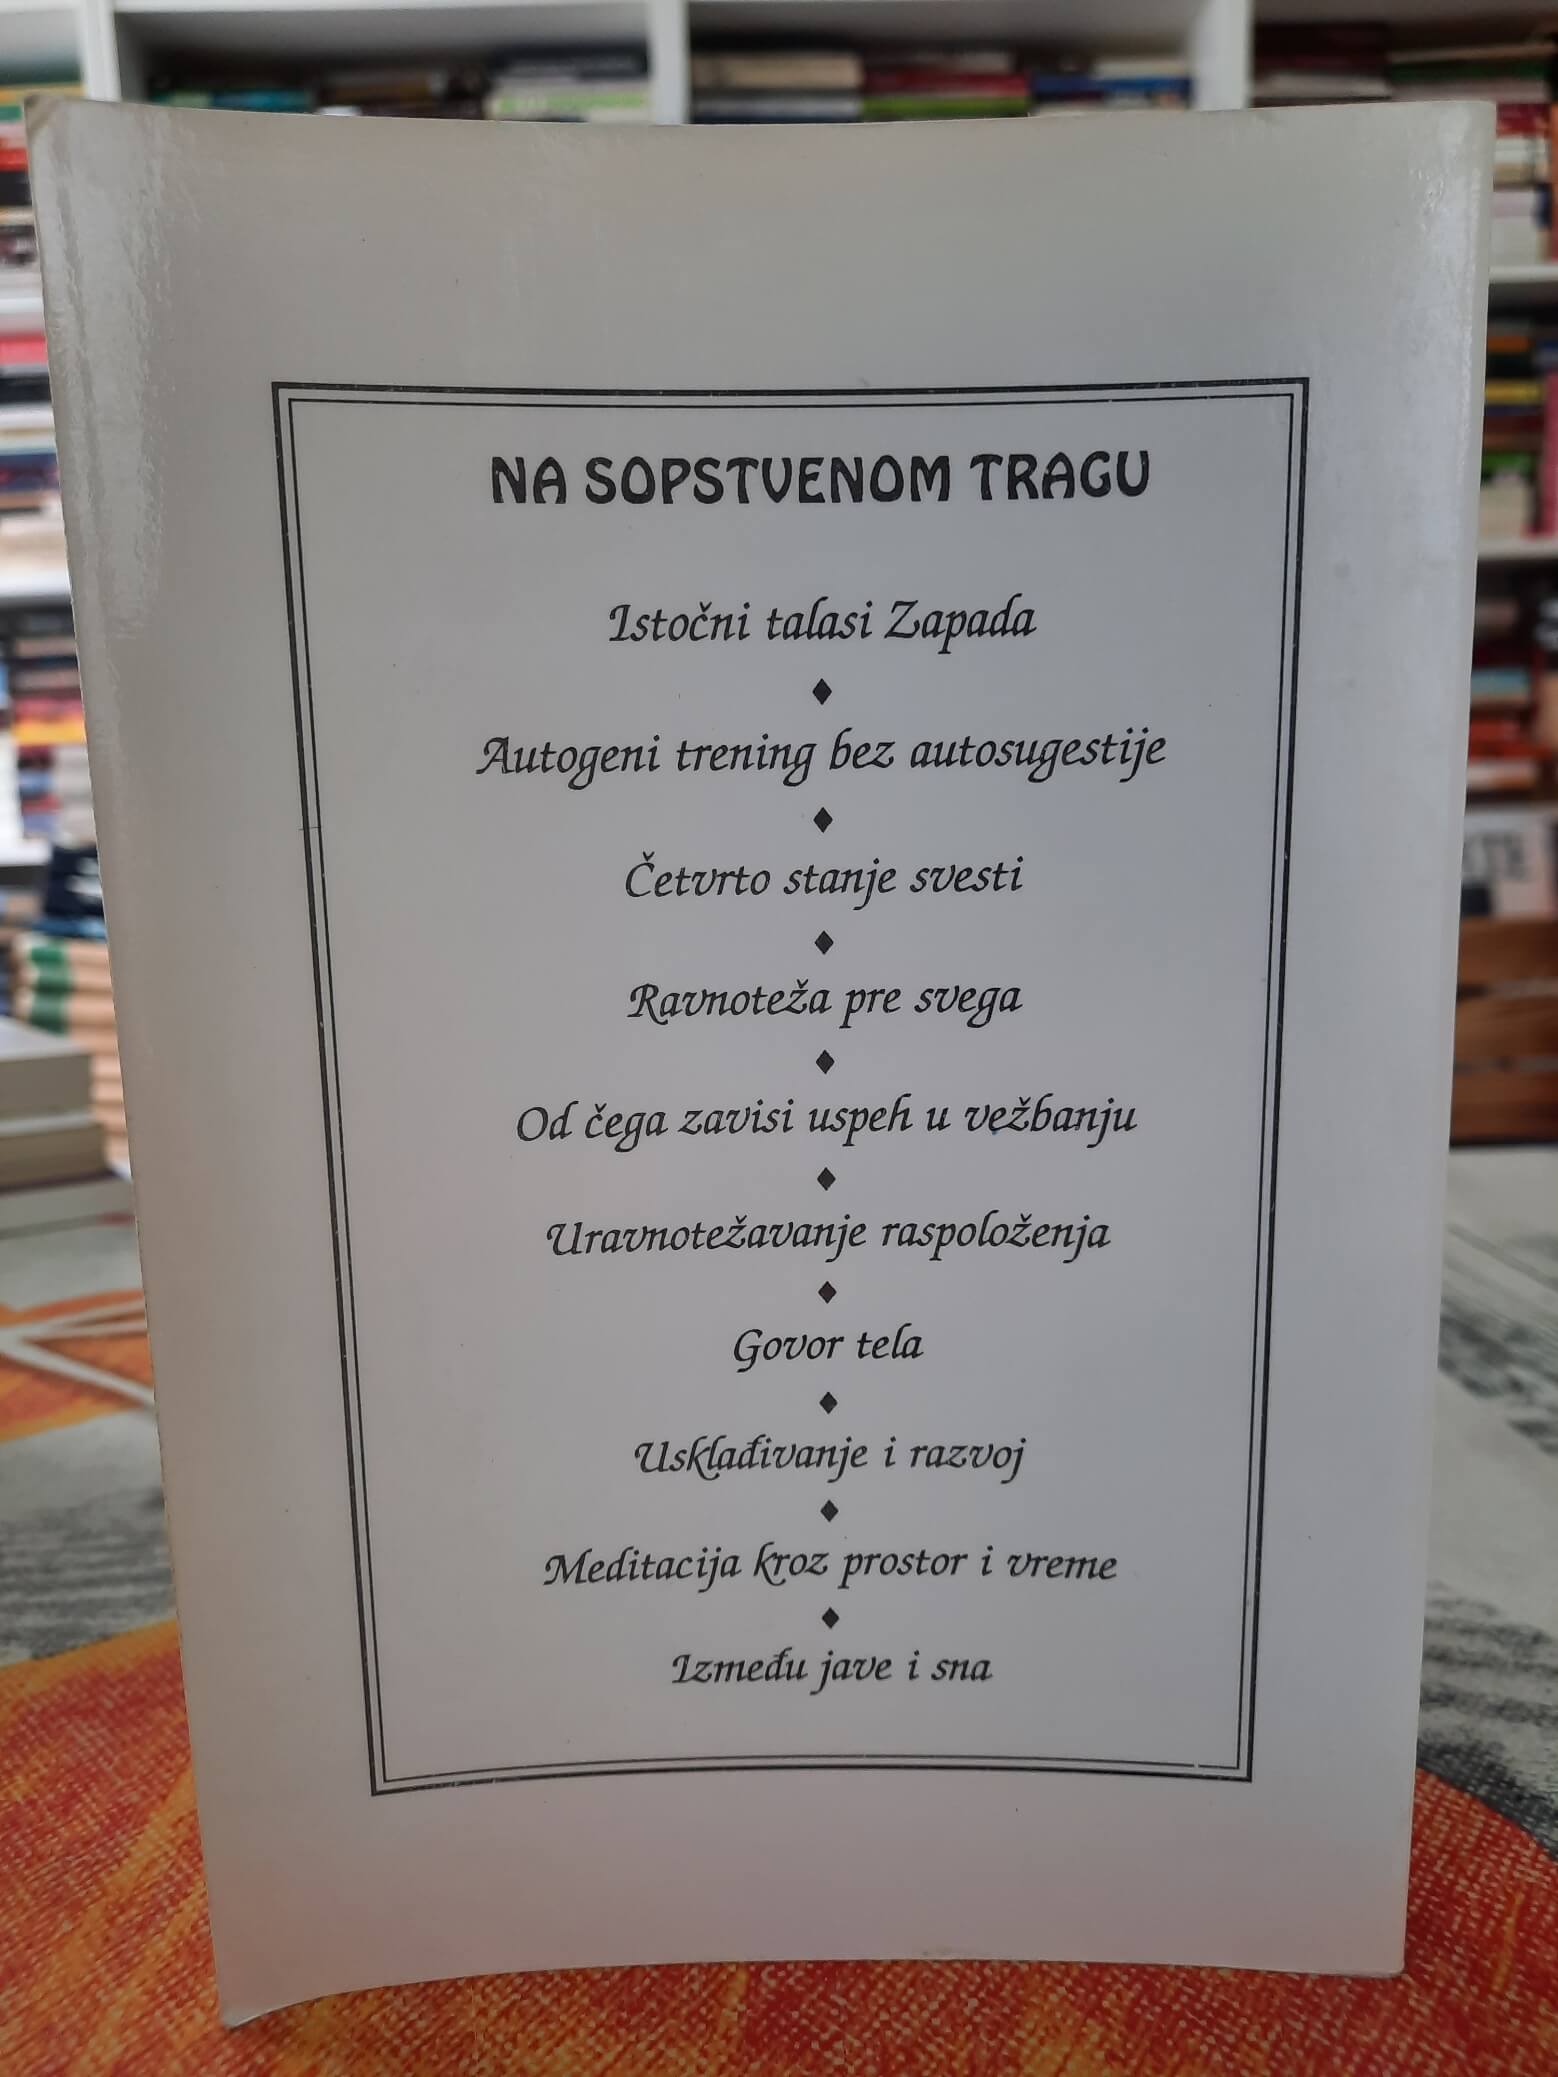 NA SOPSTVENOM TRAGU
Istočni talasi Zapada
Autogeni trening bez autosugestije
Četvrto stanje svesti
Ravnoteža pre svega
Od čega zavisi uspeh u vežbanju
Uravnotežavanje raspoloženja
Govor tela
Usklađivanje i razvoj
Meditacija kroz prostor i vreme
Između jave i sna